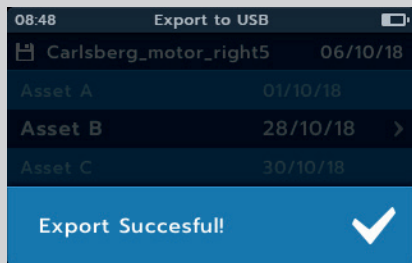 08:48 Export to USB
Carlsberg_motor_right5 06/10/18
Asset A 01/10/18
Asset B 28/10/18
Asset C 30/10/18
Export Succesful!